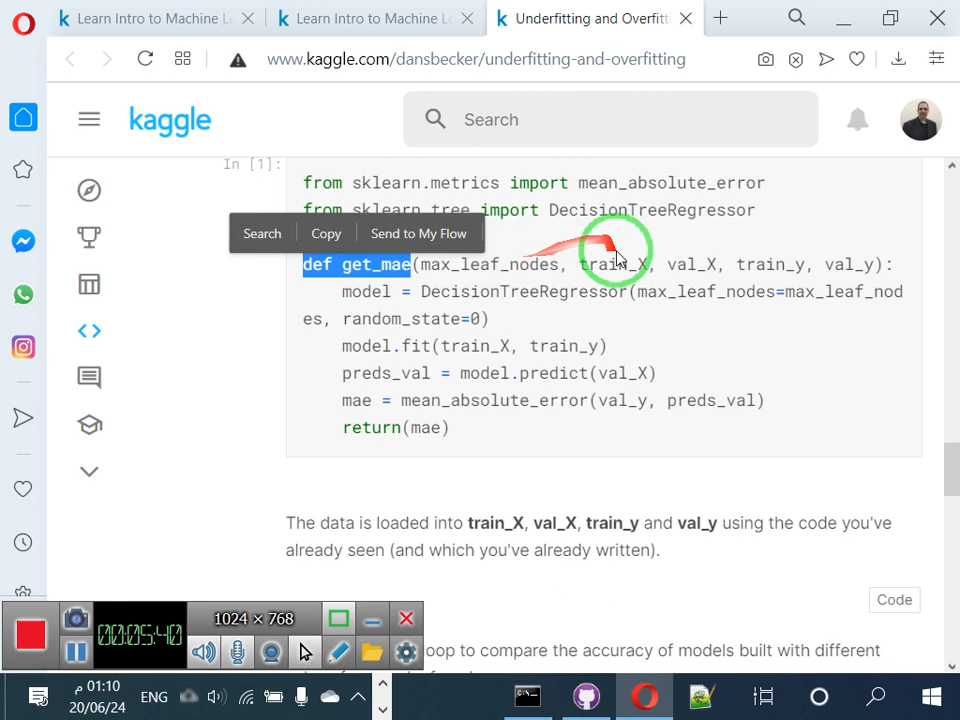 Learn Intro to Machine Le
Learn Intro to Machine Le
Underfitting and Overfitti
www.kaggle.com/dansbecker/underfitting-and-overfitting
kaggle
Search
In [1]:
from sklearn.metrics import mean_absolute_error
from sklearn.tree import DecisionTreeRegressor
Search
Copy
Send to My Flow
def get_mae(max_leaf_nodes, train_X, val_X, train_y, val_y):
model = DecisionTreeRegressor(max_leaf_nodes=max_leaf_nod
es, random_state=0)
model.fit(train_X, train_y)
preds_val = model.predict(val_X)
mae = mean_absolute_error(val_y, preds_val)
return(mae)
The data is loaded into train_X, val_X, train_y and val_y using the code you've
already seen (and which you've already written).
Code
oop to compare the accuracy of models built with different
00:05:40
1024 × 768
01:10 م
20/06/24
ENG